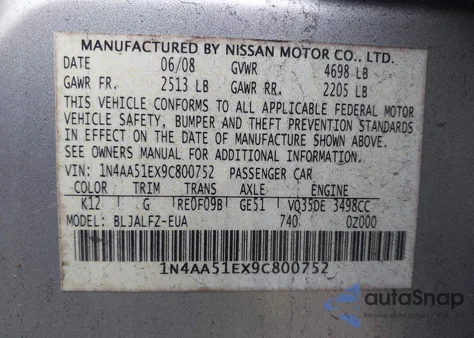 MANUFACTURED BY NISSAN MOTOR CO., LTD.
DATE 06/08 GVWR 4698 LB
GAWR FR. 2513 LB GAWR RR. 2205 LB
THIS VEHICLE CONFORMS TO ALL APPLICABLE FEDERAL MOTOR
VEHICLE SAFETY, BUMPER AND THEFT PREVENTION STANDARDS
IN EFFECT ON THE DATE OF MANUFACTURE SHOWN ABOVE.
SEE OWNERS MANUAL FOR ADDITIONAL INFORMATION.
VIN: 1N4AA51EX9C800752 PASSENGER CAR
COLOR TRIM TRANS AXLE ENGINE
K12 G RE0F09B GE51 VQ35DE 3498CC
MODEL: BLJALFZ-EUA 740 0Z000
1N4AA51EX9C800752
autoSnap